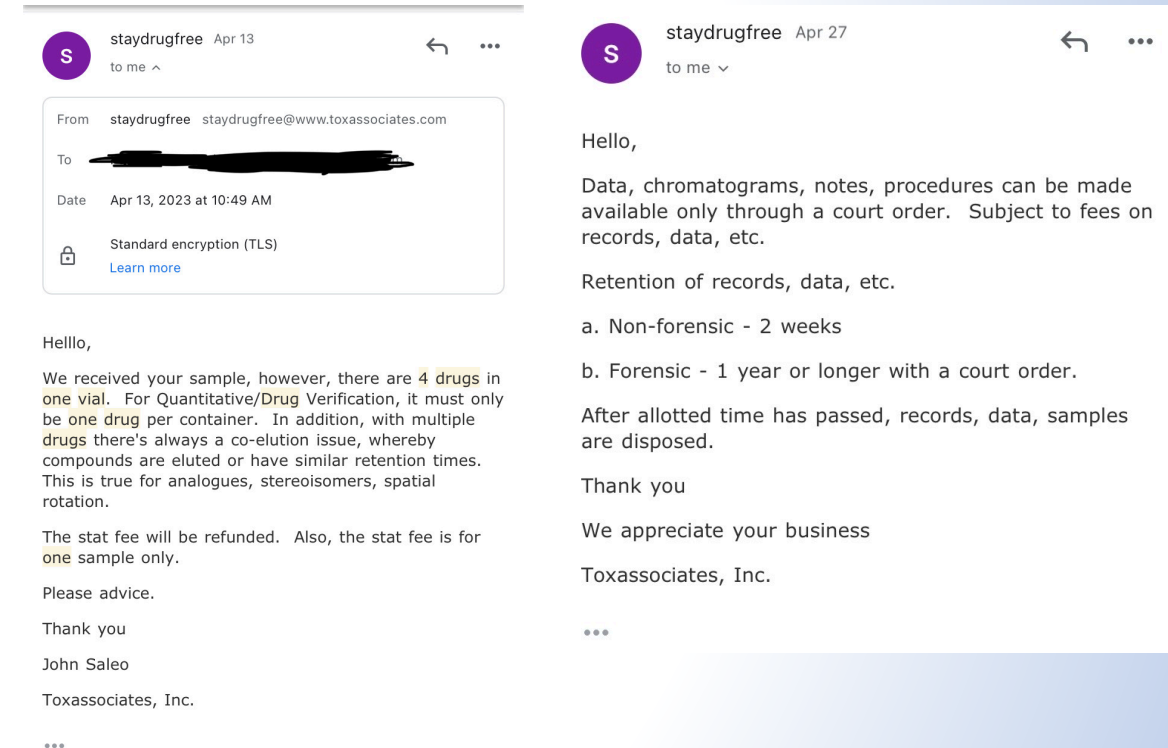 S
staydrugfree Apr 13
to me
From staydrugfree staydrugfree@www.toxassociates.com
To
Date Apr 13, 2023 at 10:49 AM
Standard encryption (TLS)
Learn more
Helllo,
We received your sample, however, there are 4 drugs in
one vial.  For Quantitative/Drug Verification, it must only
be one drug per container.  In addition, with multiple
drugs there's always a co-elution issue, whereby
compounds are eluted or have similar retention times.
This is true for analogues, stereoisomers, spatial
rotation.
The stat fee will be refunded.  Also, the stat fee is for
one sample only.
Please advice.
Thank you
John Saleo
Toxassociates, Inc.
S
staydrugfree Apr 27
to me
Hello,
Data, chromatograms, notes, procedures can be made
available only through a court order.  Subject to fees on
records, data, etc.
Retention of records, data, etc.
a. Non-forensic - 2 weeks
b. Forensic - 1 year or longer with a court order.
After allotted time has passed, records, data, samples
are disposed.
Thank you
We appreciate your business
Toxassociates, Inc.